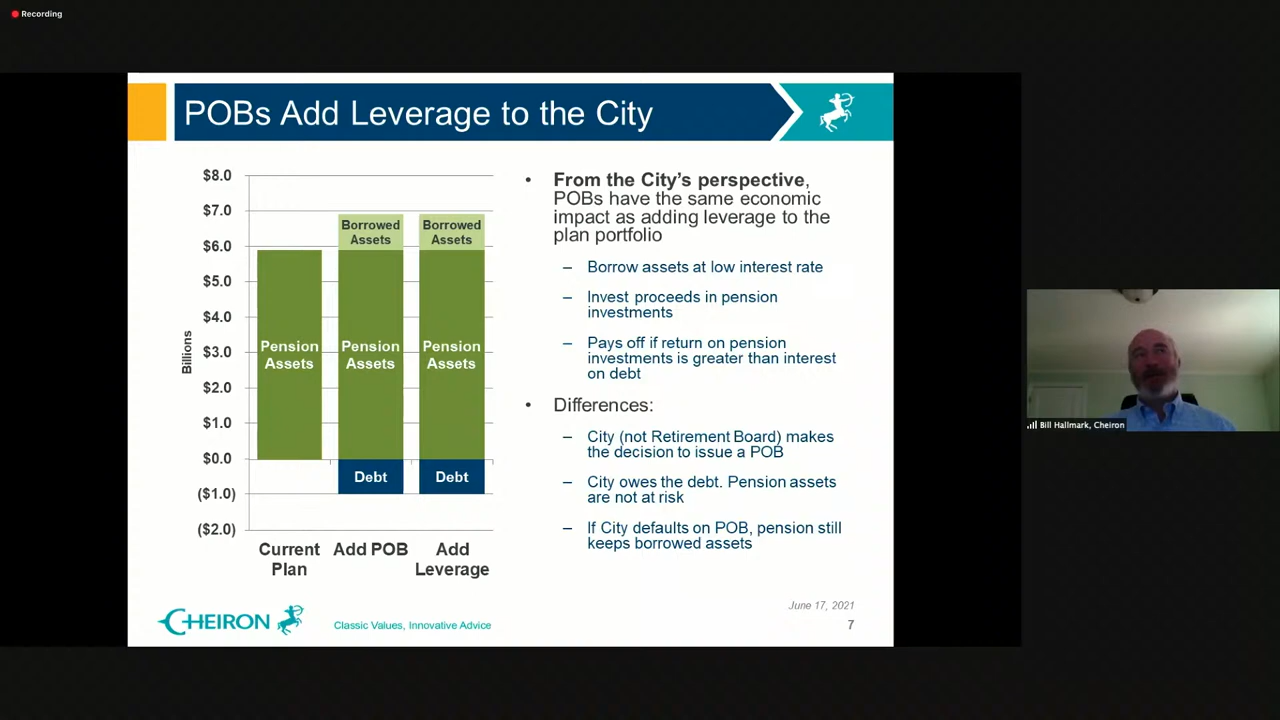 Recording
POBs Add Leverage to the City
$8.0
$7.0
$6.0
$5.0
$4.0
$3.0
$2.0
$1.0
$0.0
($1.0)
($2.0)
Billions
Pension
Assets
Borrowed
Assets
Pension
Assets
Debt
Borrowed
Assets
Pension
Assets
Debt
Current
Plan
Add POB
Add
Leverage
• From the City's perspective,
POBs have the same economic
impact as adding leverage to the
plan portfolio
– Borrow assets at low interest rate
– Invest proceeds in pension
investments
– Pays off if return on pension
investments is greater than interest
on debt
• Differences:
– City (not Retirement Board) makes
the decision to issue a POB
– City owes the debt. Pension assets
are not at risk
– If City defaults on POB, pension still
keeps borrowed assets
June 17, 2021
CHEIRON
Classic Values, Innovative Advice
7
Bill Hallmark, Cheiron